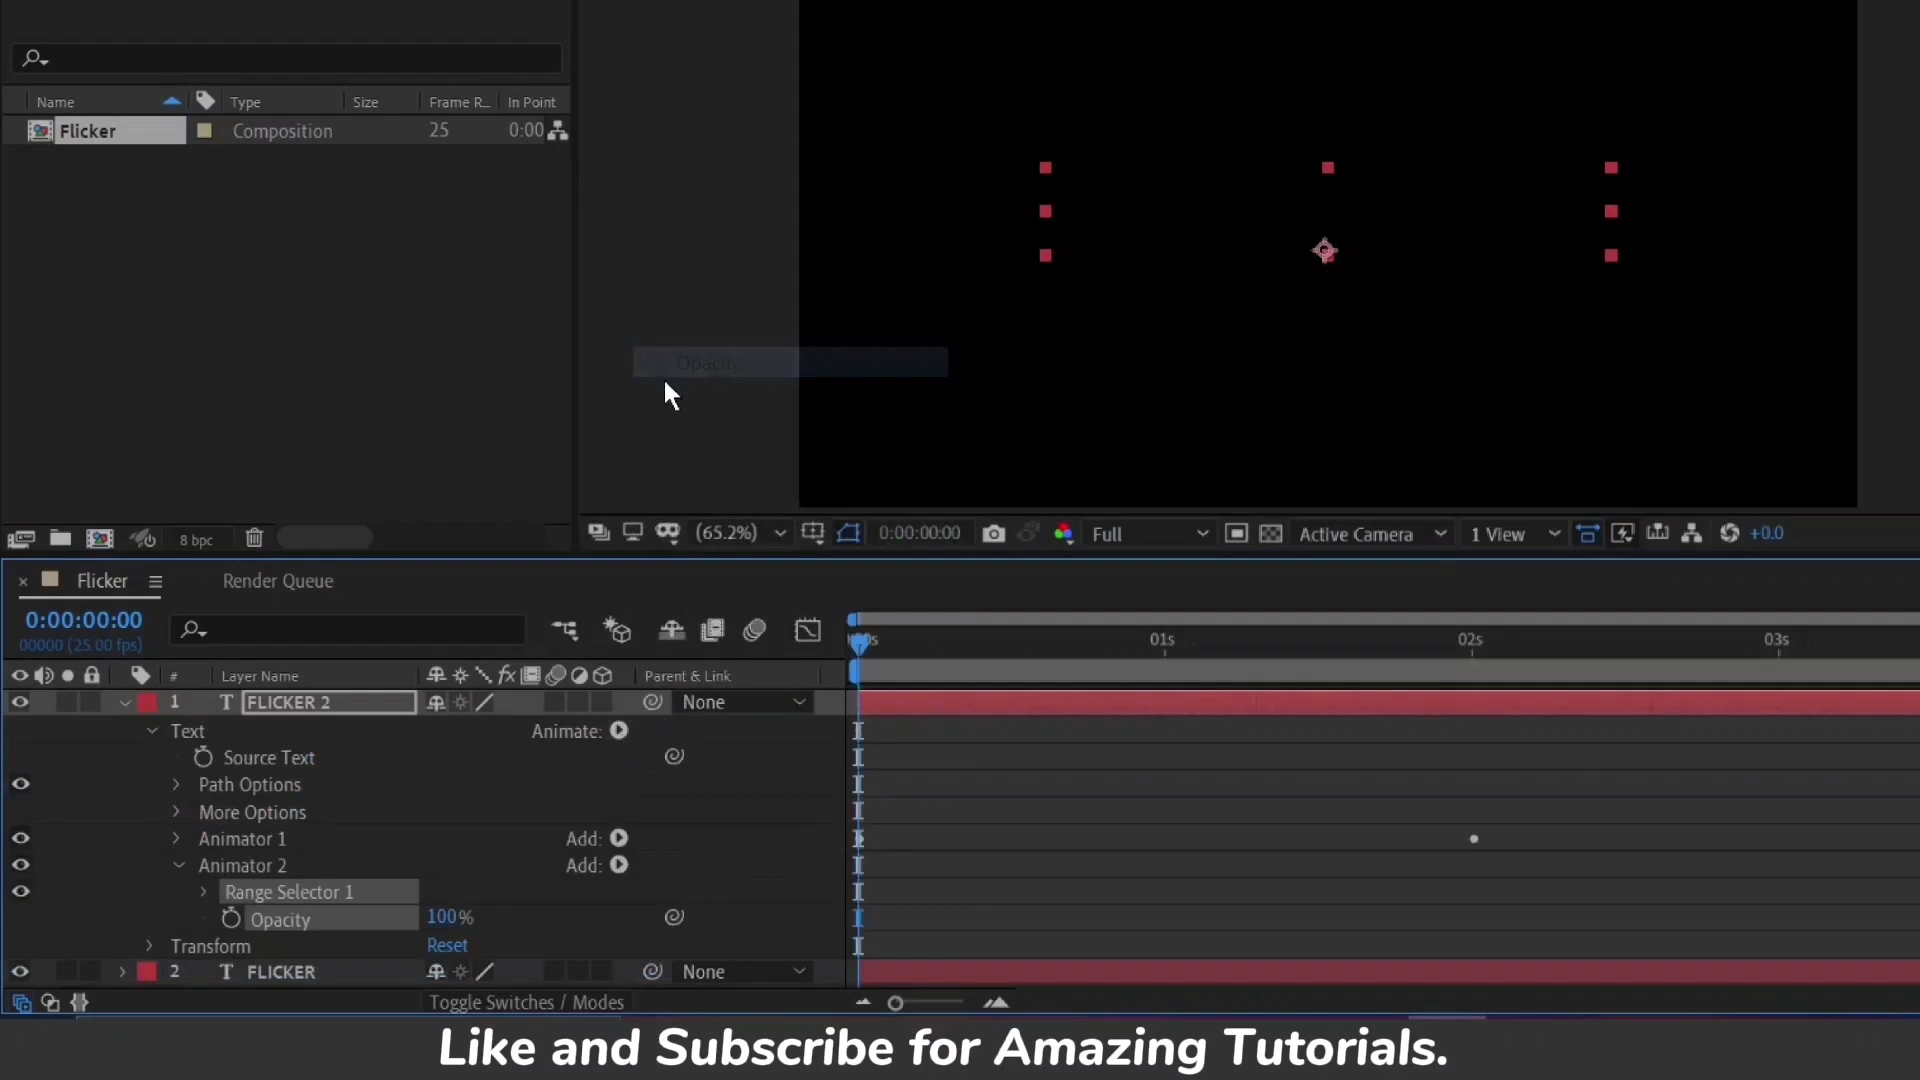 Name Type Size Frame R... In Point
Flicker Composition 25 0:00
Opacity
8 bpc
(65.2%) 0:00:00:00 Full Active Camera 1 View +0.0
Flicker Render Queue
0:00:00:00
00000 (25.00 fps)
01s 02s 03s
# Layer Name Parent & Link
1 T FLICKER 2 None
Text Animate:
Source Text
Path Options
More Options
Animator 1 Add:
Animator 2 Add:
Range Selector 1
Opacity 100%
Transform Reset
2 T FLICKER None
Toggle Switches / Modes
Like and Subscribe for Amazing Tutorials.